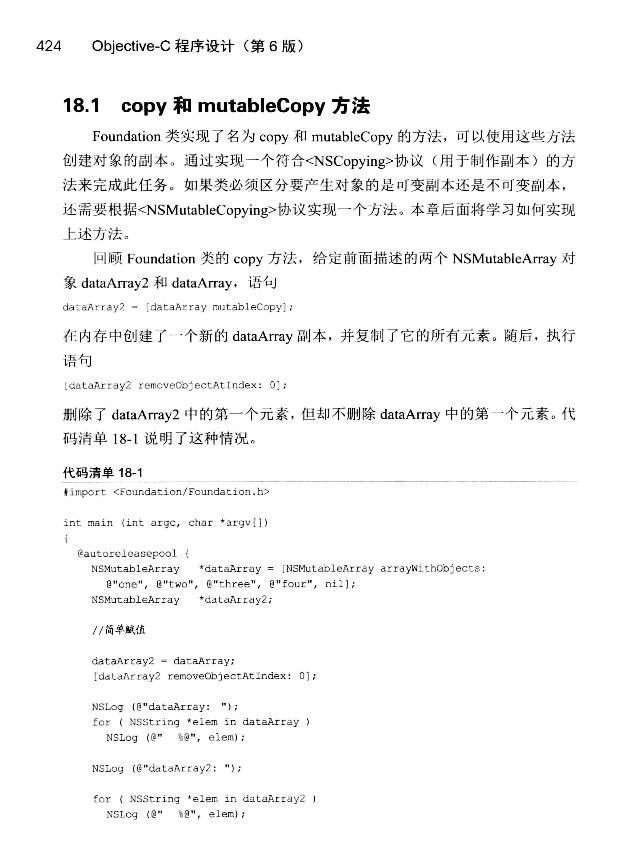 424 Objective-C 程序设计（第 6 版）
18.1 copy 和 mutableCopy 方法
Foundation 类实现了名为 copy 和 mutableCopy 的方法，可以使用这些方法
创建对象的副本。通过实现一个符合<NSCopying>协议（用于制作副本）的方
法来完成此任务。如果类必须区分要产生对象的是可变副本还是不可变副本，
还需要根据<NSMutableCopying>协议实现一个方法。本章后面将学习如何实现
上述方法。
回顾 Foundation 类的 copy 方法，给定前面描述的两个 NSMutableArray 对
象 dataArray2 和 dataArray，语句
dataArray2 = [dataArray mutableCopy];
在内存中创建了一个新的 dataArray 副本，并复制了它的所有元素。随后，执行
语句
[dataArray2 removeObjectAtIndex: 0];
删除了 dataArray2 中的第一个元素，但却不删除 dataArray 中的第一个元素。代
码清单 18-1 说明了这种情况。
代码清单 18-1
#import <Foundation/Foundation.h>
int main (int argc, char *argv[])
{
@autoreleasepool {
NSMutableArray *dataArray = [NSMutableArray arrayWithObjects:
@"one", @"two", @"three", @"four", nil];
NSMutableArray *dataArray2;
//简单赋值
dataArray2 = dataArray;
[dataArray2 removeObjectAtIndex: 0];
NSLog (@"dataArray: ");
for ( NSString *elem in dataArray )
NSLog (@" %@", elem);
NSLog (@"dataArray2: ");
for ( NSString *elem in dataArray2 )
NSLog (@" %@", elem);